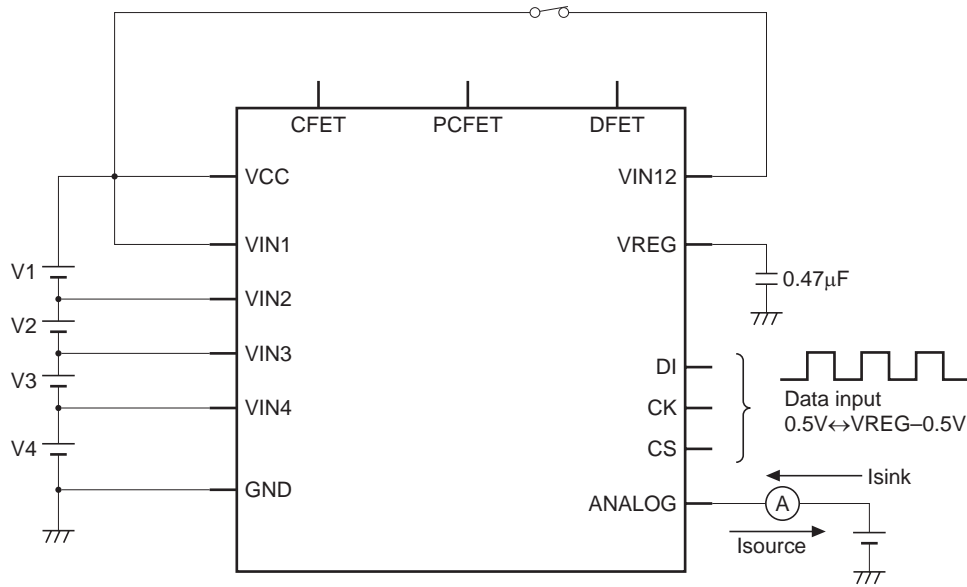 CFET PCFET DFET
VCC VIN12
VIN1 VREG
V1
0.47μF
VIN2
V2
VIN3
DI
V3
Data input
VIN4 CK
0.5V↔VREG–0.5V
V4
CS
Isink
GND
ANALOG A
Isource